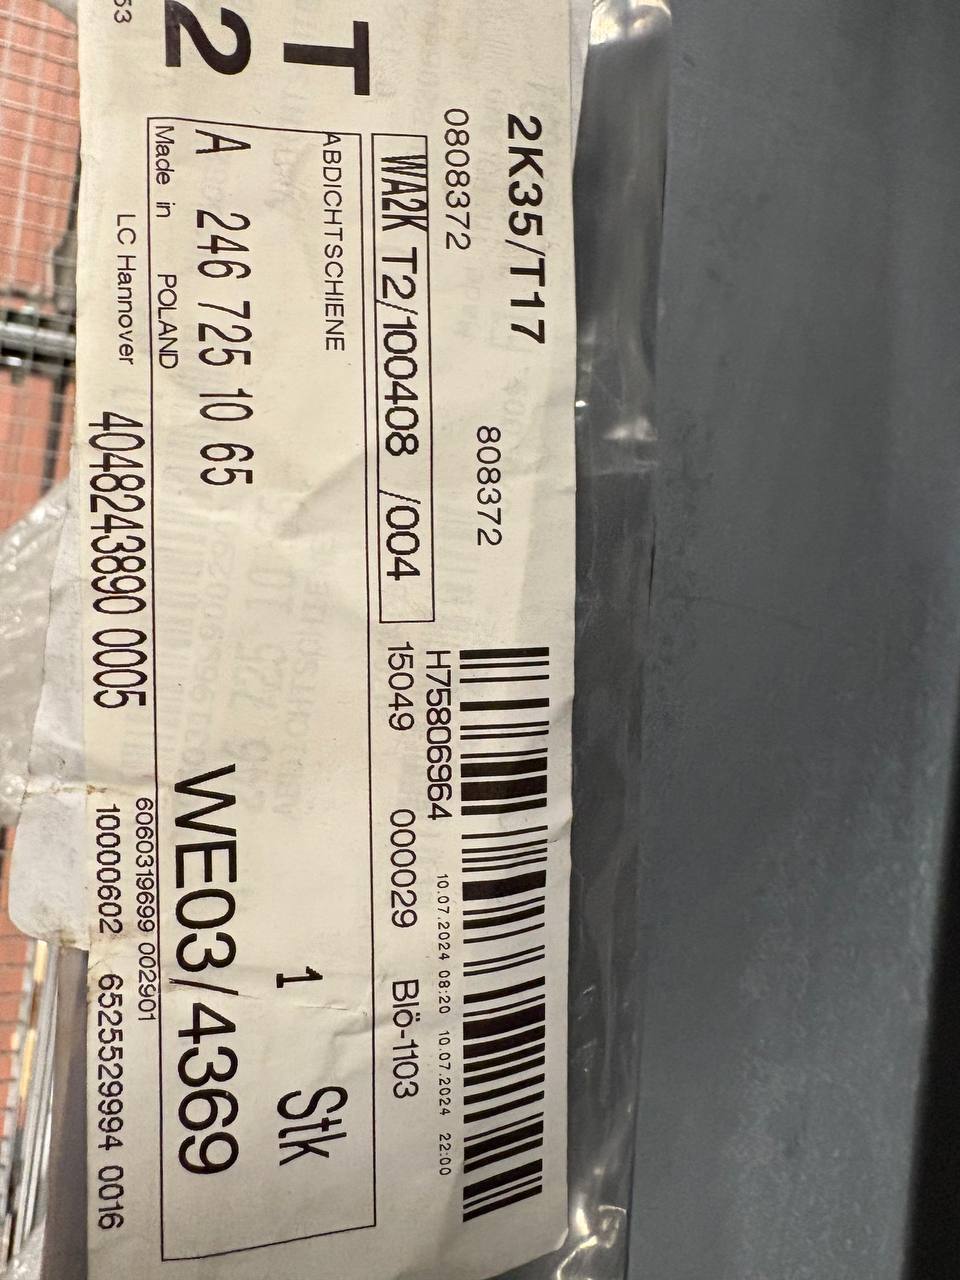 2K35/T17
808372
0808372
H75806964
10.07.2024 08:20 10.07.2024 22:00
WA2K T2/100408 /004
15049 000029 Blö-1103
T
2
ABDICHTSCHIENE
1 Stk
A 246 725 10 65
WE03/4369
Made in POLAND
6060319699 002901
LC Hannover
4048243890 0005
10000602 6525529994 0016
53